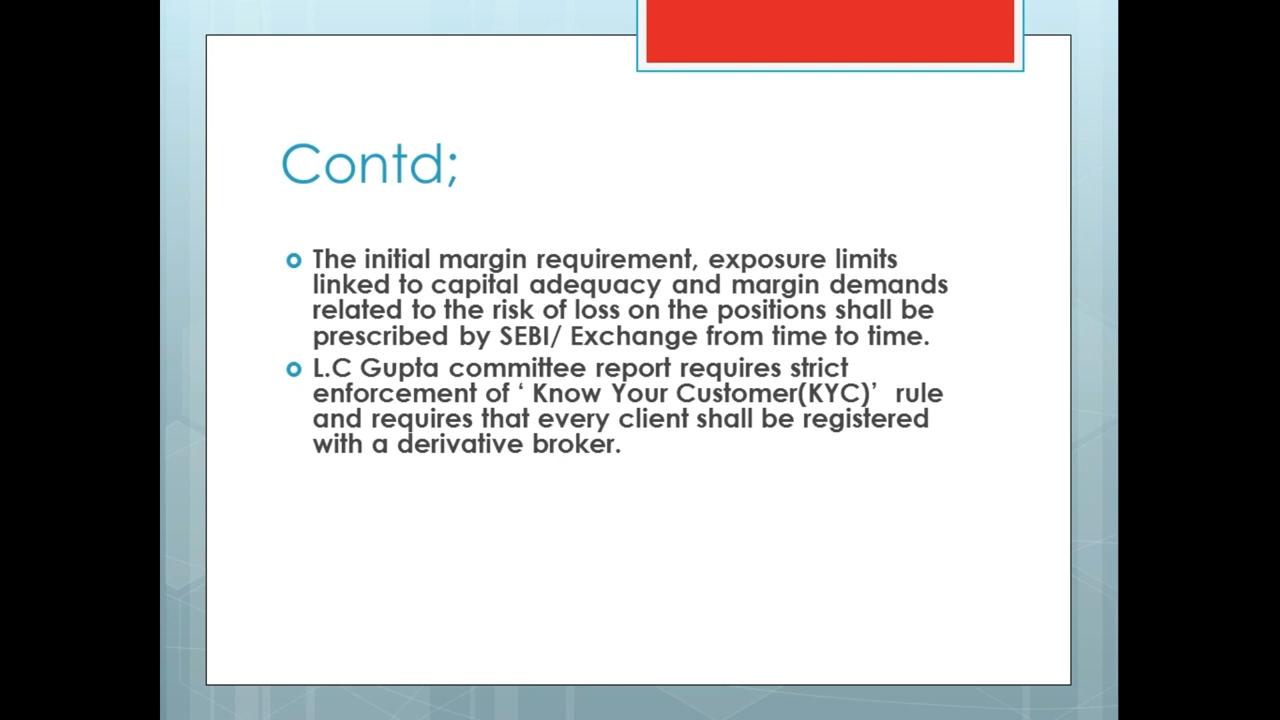 Contd;
The initial margin requirement, exposure limits
linked to capital adequacy and margin demands
related to the risk of loss on the positions shall be
prescribed by SEBI/ Exchange from time to time.
L.C Gupta committee report requires strict
enforcement of ‘ Know Your Customer(KYC)’  rule
and requires that every client shall be registered
with a derivative broker.